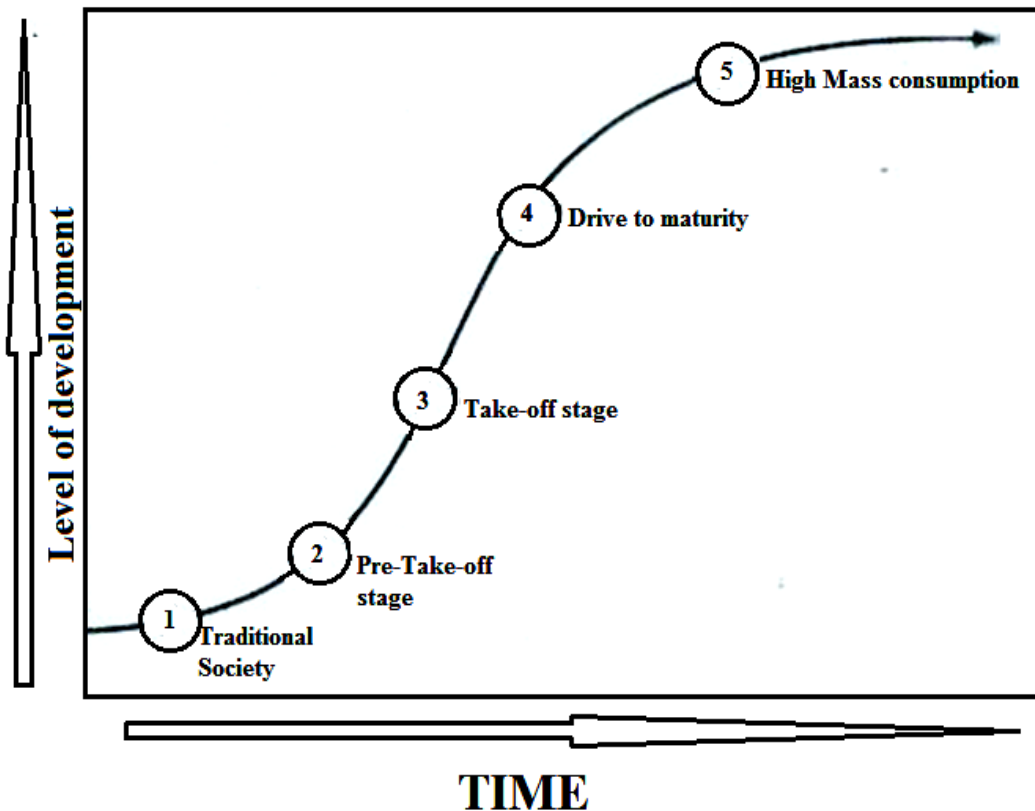 5
High Mass consumption
4
Drive to maturity
3
Take-off stage
2
Pre-Take-off
stage
1
Traditional
Society
Level of development
TIME